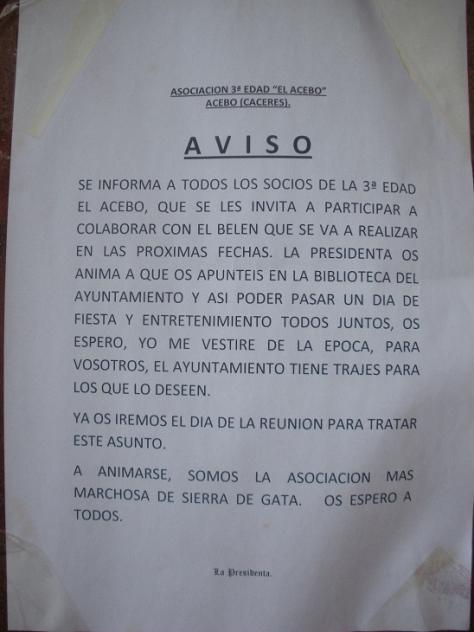 ASOCIACION 3ª EDAD "EL ACEBO"
ACEBO (CACERES).
A V I S O
SE INFORMA A TODOS LOS SOCIOS DE LA 3ª EDAD
EL ACEBO, QUE SE LES INVITA A PARTICIPAR A
COLABORAR CON EL BELEN QUE SE VA A REALIZAR
EN LAS PROXIMAS FECHAS. LA PRESIDENTA OS
ANIMA A QUE OS APUNTEIS EN LA BIBLIOTECA DEL
AYUNTAMIENTO Y ASI PODER PASAR UN DIA DE
FIESTA Y ENTRETENIMIENTO TODOS JUNTOS, OS
ESPERO, YO ME VESTIRE DE LA EPOCA, PARA
VOSOTROS, EL AYUNTAMIENTO TIENE TRAJES PARA
LOS QUE LO DESEEN.
YA OS IREMOS EL DIA DE LA REUNION PARA TRATAR
ESTE ASUNTO.
A ANIMARSE, SOMOS LA ASOCIACION MAS
MARCHOSA DE SIERRA DE GATA. OS ESPERO A
TODOS.
La Presidenta.